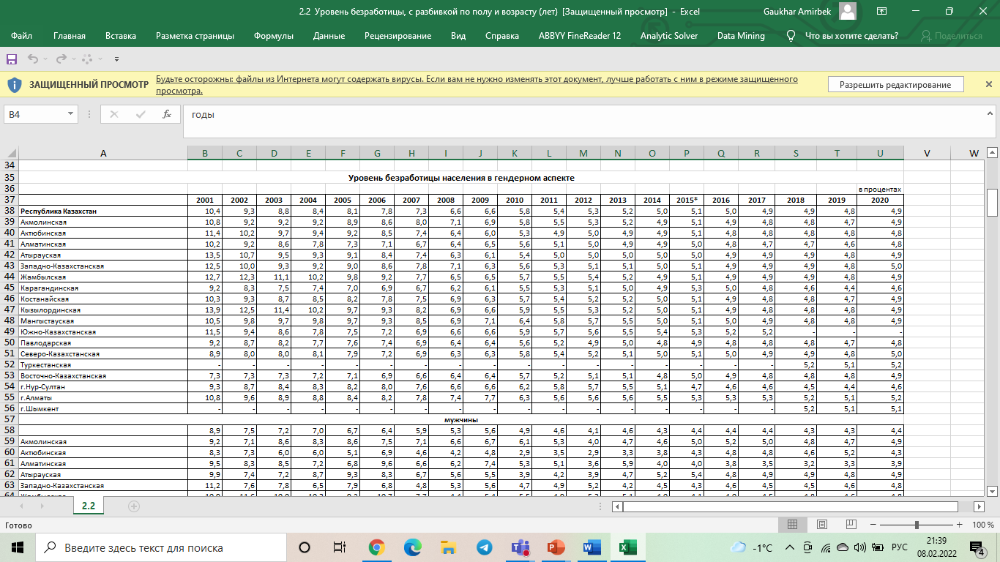 2.2 Уровень безработицы, с разбивкой по полу и возрасту (лет) [Защищенный просмотр] - Excel
Gaukhar Amirbek
Файл Главная Вставка Разметка страницы Формулы Данные Рецензирование Вид Справка ABBYY FineReader 12 Analytic Solver Data Mining Что вы хотите сделать? Поделиться
ЗАЩИЩЕННЫЙ ПРОСМОТР Будьте осторожны: файлы из Интернета могут содержать вирусы. Если вам не нужно изменять этот документ, лучше работать с ним в режиме защищенного
просмотра.
Разрешить редактирование
B4 fx годы
A B C D E F G H I J K L M N O P Q R S T U V W
34
35 Уровень безработицы населения в гендерном аспекте
36 в процентах
37 2001 2002 2003 2004 2005 2006 2007 2008 2009 2010 2011 2012 2013 2014 2015* 2016 2017 2018 2019 2020
38 Республика Казахстан 10,4 9,3 8,8 8,4 8,1 7,8 7,3 6,6 6,6 5,8 5,4 5,3 5,2 5,0 5,1 5,0 4,9 4,9 4,8 4,9
39 Акмолинская 10,8 9,2 9,2 9,2 8,9 8,6 8,0 7,1 6,9 5,8 5,5 5,3 5,2 4,9 5,1 4,9 4,8 4,8 4,7 4,9
40 Актюбинская 11,4 10,2 9,7 9,4 9,2 8,5 7,4 6,4 6,0 5,3 4,9 5,0 4,9 4,9 5,1 4,8 4,8 4,8 4,8 4,8
41 Алматинская 10,2 9,2 8,6 7,8 7,3 7,1 6,7 6,4 6,5 5,6 5,1 5,0 4,9 4,9 5,0 4,8 4,7 4,7 4,6 4,8
42 Атырауская 13,5 10,7 9,5 9,3 9,1 8,4 7,4 6,3 6,1 5,4 5,0 5,0 5,0 5,0 5,0 4,9 4,9 4,9 4,8 4,9
43 Западно-Казахстанская 12,5 10,0 9,3 9,2 9,0 8,6 7,8 7,1 6,3 5,6 5,3 5,1 5,1 5,0 5,1 4,9 4,9 4,9 4,8 5,0
44 Жамбылская 12,7 12,3 11,1 10,2 9,8 9,2 7,7 6,5 6,5 5,7 5,5 5,4 5,2 4,9 5,1 4,9 4,9 4,9 4,8 4,9
45 Карагандинская 9,2 8,3 7,5 7,4 7,0 6,9 6,7 6,2 6,1 5,5 5,3 5,1 5,0 4,9 5,3 5,0 4,8 4,6 4,4 4,6
46 Костанайская 10,3 9,3 8,7 8,5 8,2 7,8 7,5 6,9 6,3 5,7 5,4 5,2 5,2 5,0 5,1 4,9 4,8 4,8 4,7 4,9
47 Кызылординская 13,9 12,5 11,4 10,2 9,7 9,3 8,2 6,9 6,6 5,9 5,5 5,3 5,2 5,0 5,1 4,9 4,8 4,8 4,7 4,9
48 Мангыстауская 10,5 9,8 9,7 9,8 9,7 9,3 8,5 6,9 7,1 6,4 5,8 5,7 5,5 5,0 5,1 5,0 4,9 4,8 4,8 4,9
49 Южно-Казахстанская 11,5 9,4 8,6 7,8 7,5 7,2 6,9 6,6 6,6 5,9 5,7 5,6 5,5 5,4 5,3 5,2 5,2 - - -
50 Павлодарская 9,2 8,7 8,2 7,7 7,6 7,4 6,9 6,4 6,4 5,6 5,2 4,9 5,0 4,8 4,9 4,8 4,8 4,8 4,7 4,8
51 Северо-Казахстанская 8,9 8,0 8,0 8,1 7,9 7,2 6,9 6,3 6,3 5,8 5,4 5,2 5,1 5,0 5,1 5,0 4,9 4,9 4,8 5,0
52 Туркестанская - - - - - - - - - - - - - - - - - 5,2 5,1 5,2
53 Восточно-Казахстанская 7,3 7,3 7,3 7,2 7,1 6,9 6,6 6,4 6,4 5,7 5,2 5,1 5,1 4,8 5,0 4,9 4,8 4,8 4,8 4,9
54 г.Нур-Султан 9,3 8,7 8,4 8,3 8,2 8,0 7,6 6,6 6,6 6,2 5,8 5,7 5,5 5,1 4,7 4,6 4,6 4,5 4,4 4,6
55 г.Алматы 10,8 9,6 8,9 8,8 8,4 8,2 7,8 7,4 7,7 6,3 5,6 5,6 5,6 5,5 5,3 5,3 5,3 5,2 5,1 5,2
56 г.Шымкент - - - - - - - - - - - - - - - - - 5,2 5,1 5,1
57 мужчины
58 8,9 7,5 7,2 7,0 6,7 6,4 5,9 5,3 5,6 4,9 4,6 4,1 4,6 4,3 4,4 4,4 4,4 4,3 4,3 4,4
59 Акмолинская 9,2 7,1 8,6 8,3 8,6 7,5 7,1 6,6 6,7 6,1 5,3 4,0 4,7 4,6 5,0 5,2 5,0 4,8 4,7 4,9
60 Актюбинская 8,3 7,3 6,0 6,0 5,1 6,9 4,6 4,2 4,8 2,9 3,5 2,9 3,3 3,8 4,3 4,8 4,8 4,6 5,2 4,3
61 Алматинская 9,5 8,3 8,5 7,2 6,8 9,6 6,6 6,2 7,4 5,3 5,1 3,6 5,9 4,0 4,0 3,8 3,5 3,2 3,3 3,9
62 Атырауская 9,9 7,4 7,2 8,7 9,3 8,3 6,7 5,6 5,5 3,9 4,2 3,9 4,7 5,2 5,4 4,8 4,9 4,9 4,8 4,9
63 Западно-Казахстанская 11,2 7,6 7,8 6,5 7,9 6,8 4,8 5,3 5,6 4,7 4,9 5,2 4,2 4,5 4,3 4,6 4,5 4,5 4,6 4,8
2.2
Готово 100 %
Введите здесь текст для поиска
-1°C РУС 21:39
08.02.2022 4